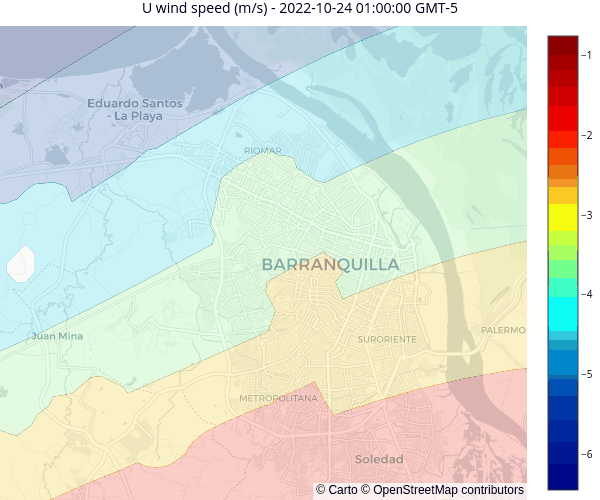 U wind speed (m/s) - 2022-10-24 01:00:00 GMT-5
−1
Eduardo Santos
- La Playa
RIOMAR
−2
−3
BARRANQUILLA
−4
Juan Mina
SURORIENTE
PALERMO
−5
METROPOLITANA
Soledad
−6
© Carto © OpenStreetMap contributors